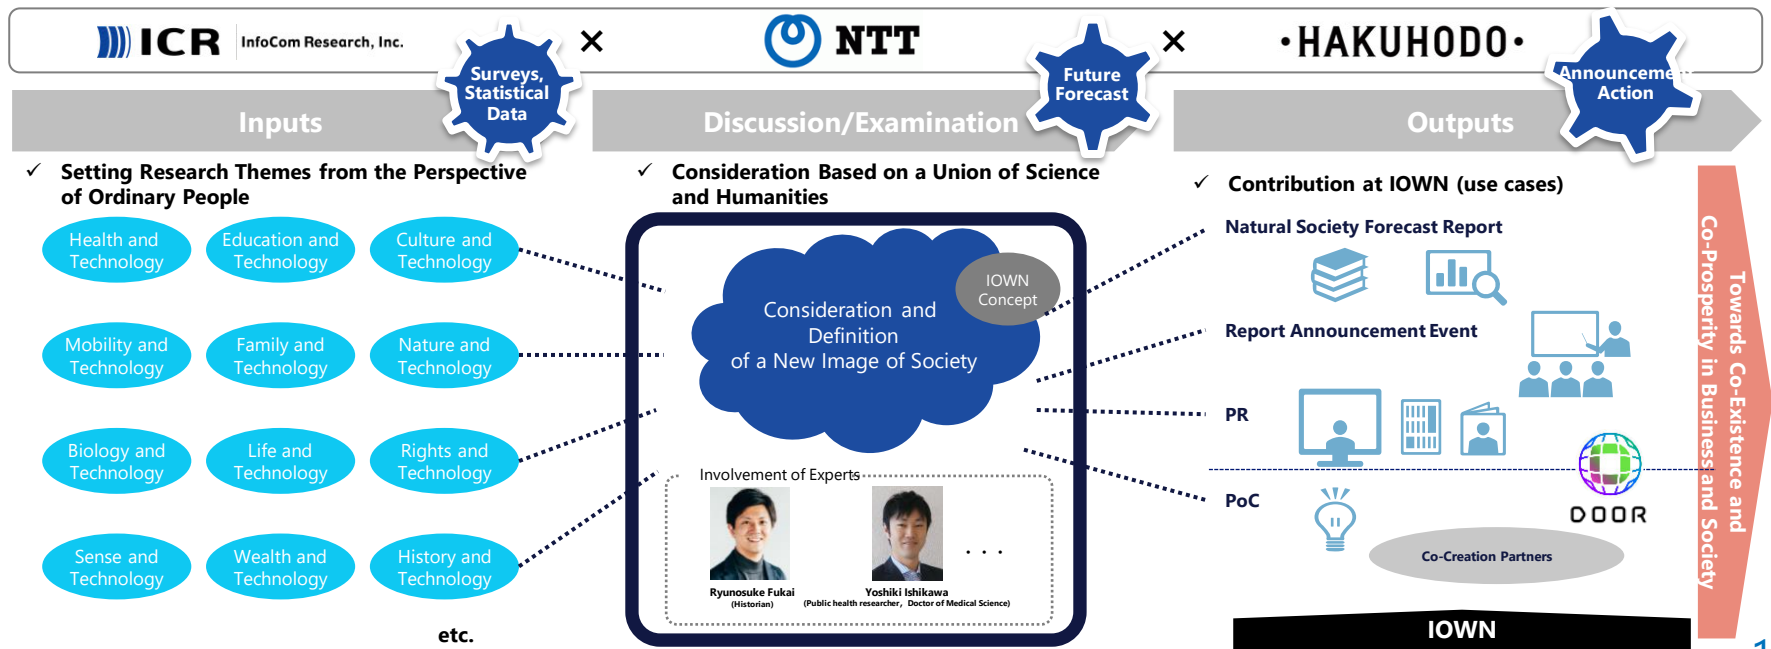 ICR InfoCom Research, Inc.
×
NTT
×
・HAKUHODO・
Surveys,
Statistical
Data
Future
Forecast
Announcemen
Action
Inputs
Discussion/Examination
Outputs
✓ Setting Research Themes from the Perspective
of Ordinary People
Health and
Technology
Education and
Technology
Culture and
Technology
Mobility and
Technology
Family and
Technology
Nature and
Technology
Biology and
Technology
Life and
Technology
Rights and
Technology
Sense and
Technology
Wealth and
Technology
History and
Technology
etc.
✓ Consideration Based on a Union of Science
and Humanities
IOWN
Concept
Consideration and
Definition
of a New Image of Society
Involvement of Experts
Ryunosuke Fukai
(Historian)
Yoshiki Ishikawa
(Public health researcher, Doctor of Medical Science)
・・・
✓ Contribution at IOWN (use cases)
Natural Society Forecast Report
Report Announcement Event
PR
PoC
DOOR
Co-Creation Partners
IOWN
Towards Co-Existence and
Co-Prosperity in Business and Society
1